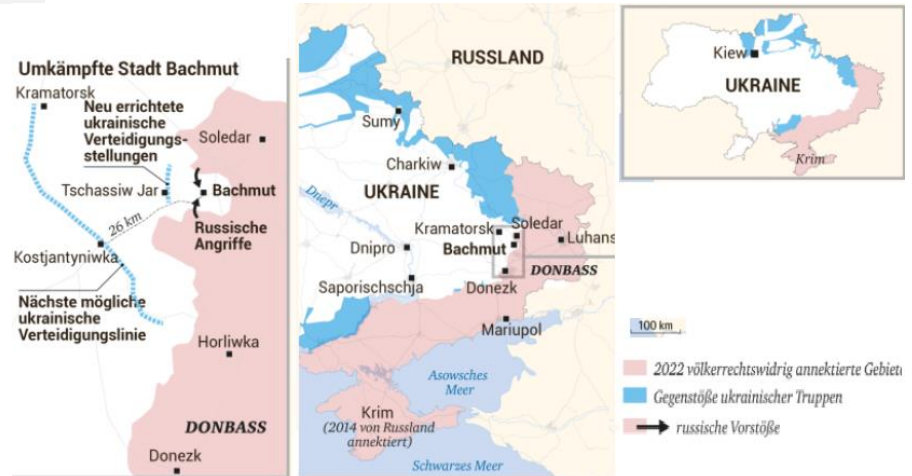 Umkämpfte Stadt Bachmut
Kramatorsk
Neu errichtete
ukrainische
Verteidigungs-
stellungen
Soledar
Tschassiw Jar
Bachmut
26 km
Russische
Angriffe
Kostjantyniwka
Nächste mögliche
ukrainische
Verteidigungslinie
Horliwka
DONBASS
Donezk
RUSSLAND
Sumy
Charkiw
UKRAINE
Dnepr
Kramatorsk
Soledar
Bachmut
Luhans
Dnipro
DONBASS
Saporischschja
Donezk
Mariupol
Asowsches
Meer
Krim
(2014 von Russland
annektiert)
Schwarzes Meer
Kiew
UKRAINE
Krim
100 km
2022 völkerrechtswidrig annektierte Gebiet
Gegenstöße ukrainischer Truppen
russische Vorstöße